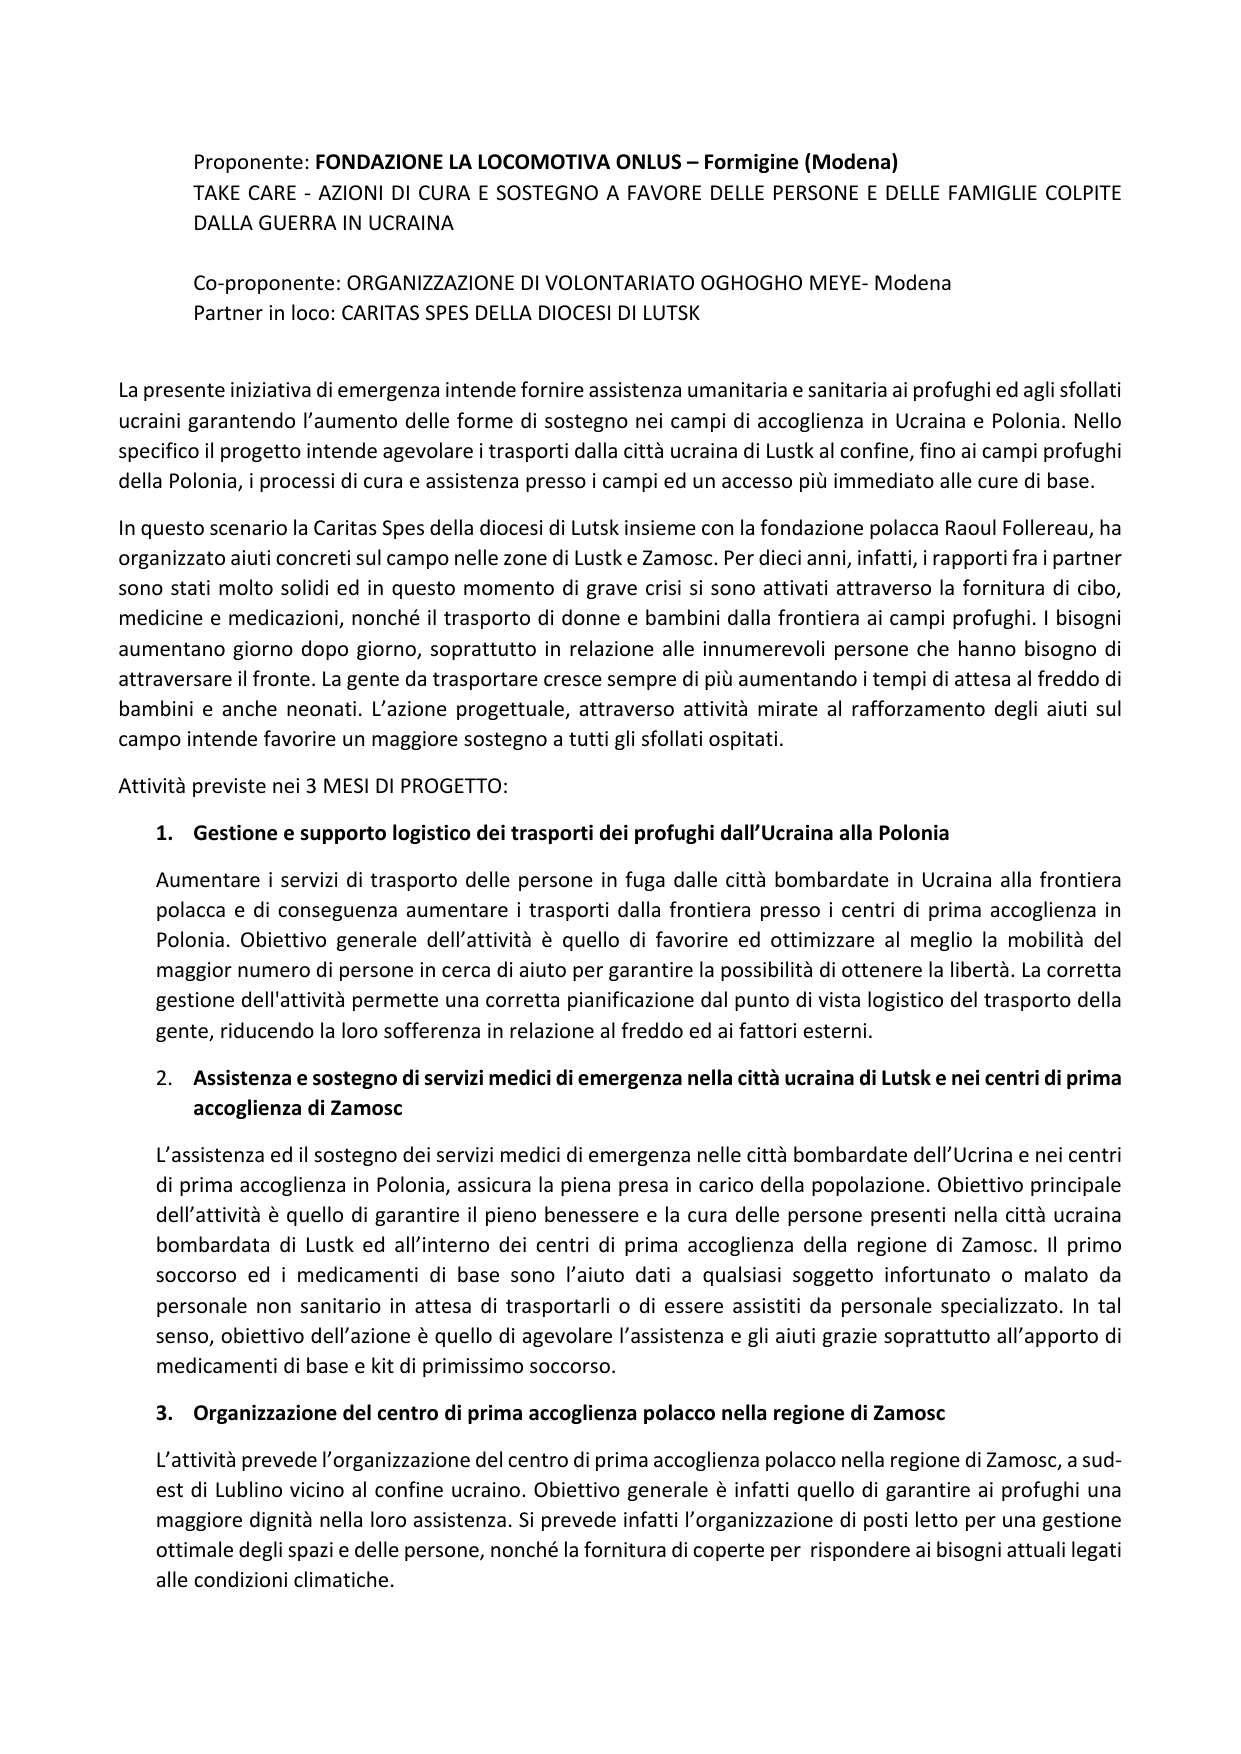 Proponente: FONDAZIONE LA LOCOMOTIVA ONLUS – Formigine (Modena)
TAKE CARE - AZIONI DI CURA E SOSTEGNO A FAVORE DELLE PERSONE E DELLE FAMIGLIE COLPITE
DALLA GUERRA IN UCRAINA
Co-proponente: ORGANIZZAZIONE DI VOLONTARIATO OGHOGHO MEYE- Modena
Partner in loco: CARITAS SPES DELLA DIOCESI DI LUTSK
La presente iniziativa di emergenza intende fornire assistenza umanitaria e sanitaria ai profughi ed agli sfollati
ucraini garantendo l’aumento delle forme di sostegno nei campi di accoglienza in Ucraina e Polonia. Nello
specifico il progetto intende agevolare i trasporti dalla città ucraina di Lustk al confine, fino ai campi profughi
della Polonia, i processi di cura e assistenza presso i campi ed un accesso più immediato alle cure di base.
In questo scenario la Caritas Spes della diocesi di Lutsk insieme con la fondazione polacca Raoul Follereau, ha
organizzato aiuti concreti sul campo nelle zone di Lustk e Zamosc. Per dieci anni, infatti, i rapporti fra i partner
sono stati molto solidi ed in questo momento di grave crisi si sono attivati attraverso la fornitura di cibo,
medicine e medicazioni, nonché il trasporto di donne e bambini dalla frontiera ai campi profughi. I bisogni
aumentano giorno dopo giorno, soprattutto in relazione alle innumerevoli persone che hanno bisogno di
attraversare il fronte. La gente da trasportare cresce sempre di più aumentando i tempi di attesa al freddo di
bambini e anche neonati. L’azione progettuale, attraverso attività mirate al rafforzamento degli aiuti sul
campo intende favorire un maggiore sostegno a tutti gli sfollati ospitati.
Attività previste nei 3 MESI DI PROGETTO:
1. Gestione e supporto logistico dei trasporti dei profughi dall’Ucraina alla Polonia
Aumentare i servizi di trasporto delle persone in fuga dalle città bombardate in Ucraina alla frontiera
polacca e di conseguenza aumentare i trasporti dalla frontiera presso i centri di prima accoglienza in
Polonia. Obiettivo generale dell’attività è quello di favorire ed ottimizzare al meglio la mobilità del
maggior numero di persone in cerca di aiuto per garantire la possibilità di ottenere la libertà. La corretta
gestione dell'attività permette una corretta pianificazione dal punto di vista logistico del trasporto della
gente, riducendo la loro sofferenza in relazione al freddo ed ai fattori esterni.
2. Assistenza e sostegno di servizi medici di emergenza nella città ucraina di Lutsk e nei centri di prima
accoglienza di Zamosc
L’assistenza ed il sostegno dei servizi medici di emergenza nelle città bombardate dell’Ucrina e nei centri
di prima accoglienza in Polonia, assicura la piena presa in carico della popolazione. Obiettivo principale
dell’attività è quello di garantire il pieno benessere e la cura delle persone presenti nella città ucraina
bombardata di Lustk ed all’interno dei centri di prima accoglienza della regione di Zamosc. Il primo
soccorso ed i medicamenti di base sono l’aiuto dati a qualsiasi soggetto infortunato o malato da
personale non sanitario in attesa di trasportarli o di essere assistiti da personale specializzato. In tal
senso, obiettivo dell’azione è quello di agevolare l’assistenza e gli aiuti grazie soprattutto all’apporto di
medicamenti di base e kit di primissimo soccorso.
3. Organizzazione del centro di prima accoglienza polacco nella regione di Zamosc
L’attività prevede l’organizzazione del centro di prima accoglienza polacco nella regione di Zamosc, a sud-
est di Lublino vicino al confine ucraino. Obiettivo generale è infatti quello di garantire ai profughi una
maggiore dignità nella loro assistenza. Si prevede infatti l’organizzazione di posti letto per una gestione
ottimale degli spazi e delle persone, nonché la fornitura di coperte per rispondere ai bisogni attuali legati
alle condizioni climatiche.